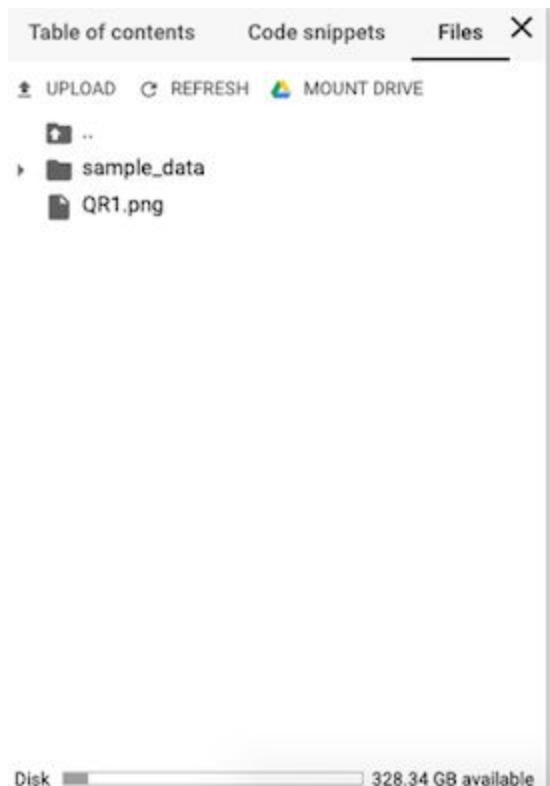 Table of contents Code snippets Files
UPLOAD REFRESH MOUNT DRIVE
..
sample_data
QR1.png
Disk 328.34 GB available